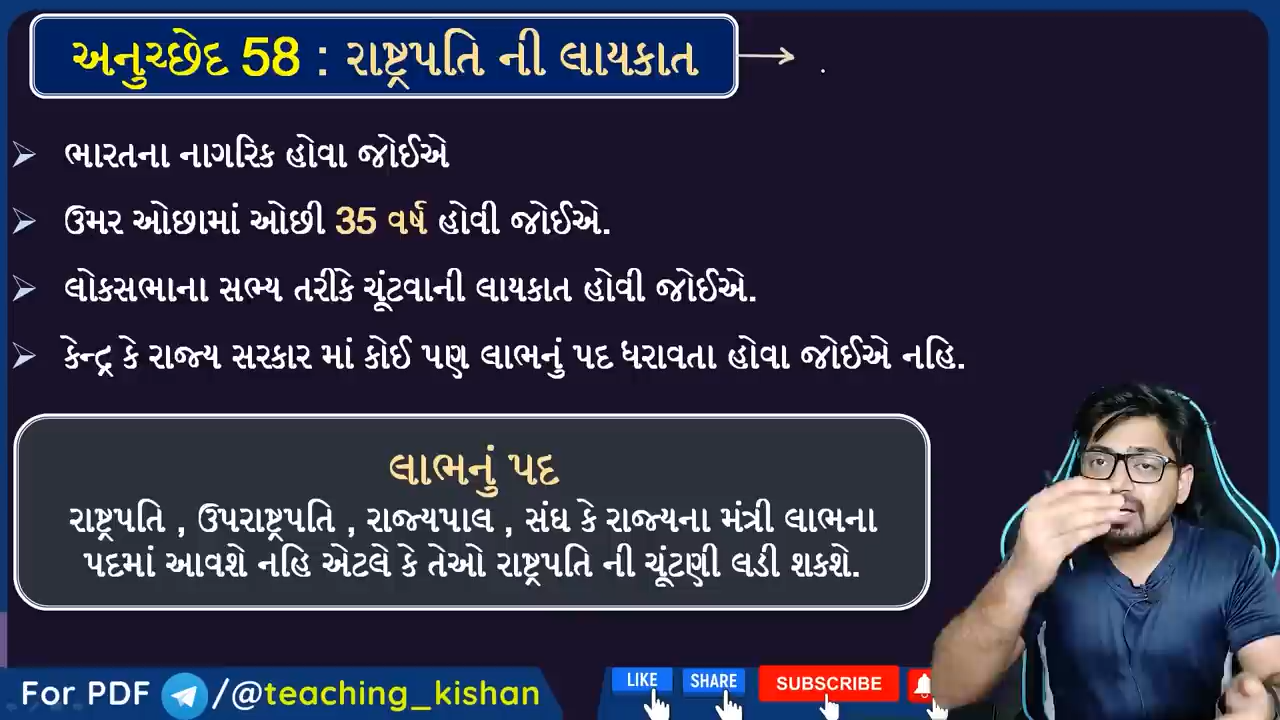 અનુચ્છેદ 58 : રાષ્ટ્રપતિ ની લાયકાત
ભારતના નાગરિક હોવા જોઈએ
ઉમર ઓછામાં ઓછી 35 વર્ષ હોવી જોઈએ.
લોકસભાના સભ્ય તરીકે ચૂંટવાની લાયકાત હોવી જોઈએ.
કેન્દ્ર કે રાજ્ય સરકાર માં કોઈ પણ લાભનું પદ ધરાવતા હોવા જોઈએ નહિ.
લાભનું પદ
રાષ્ટ્રપતિ , ઉપરાષ્ટ્રપતિ , રાજ્યપાલ , સંઘ કે રાજ્યના મંત્રી લાભના
પદમાં આવશે નહિ એટલે કે તેઓ રાષ્ટ્રપતિ ની ચૂંટણી લડી શકશે.
For PDF /@teaching_kishan
LIKE SHARE SUBSCRIBE